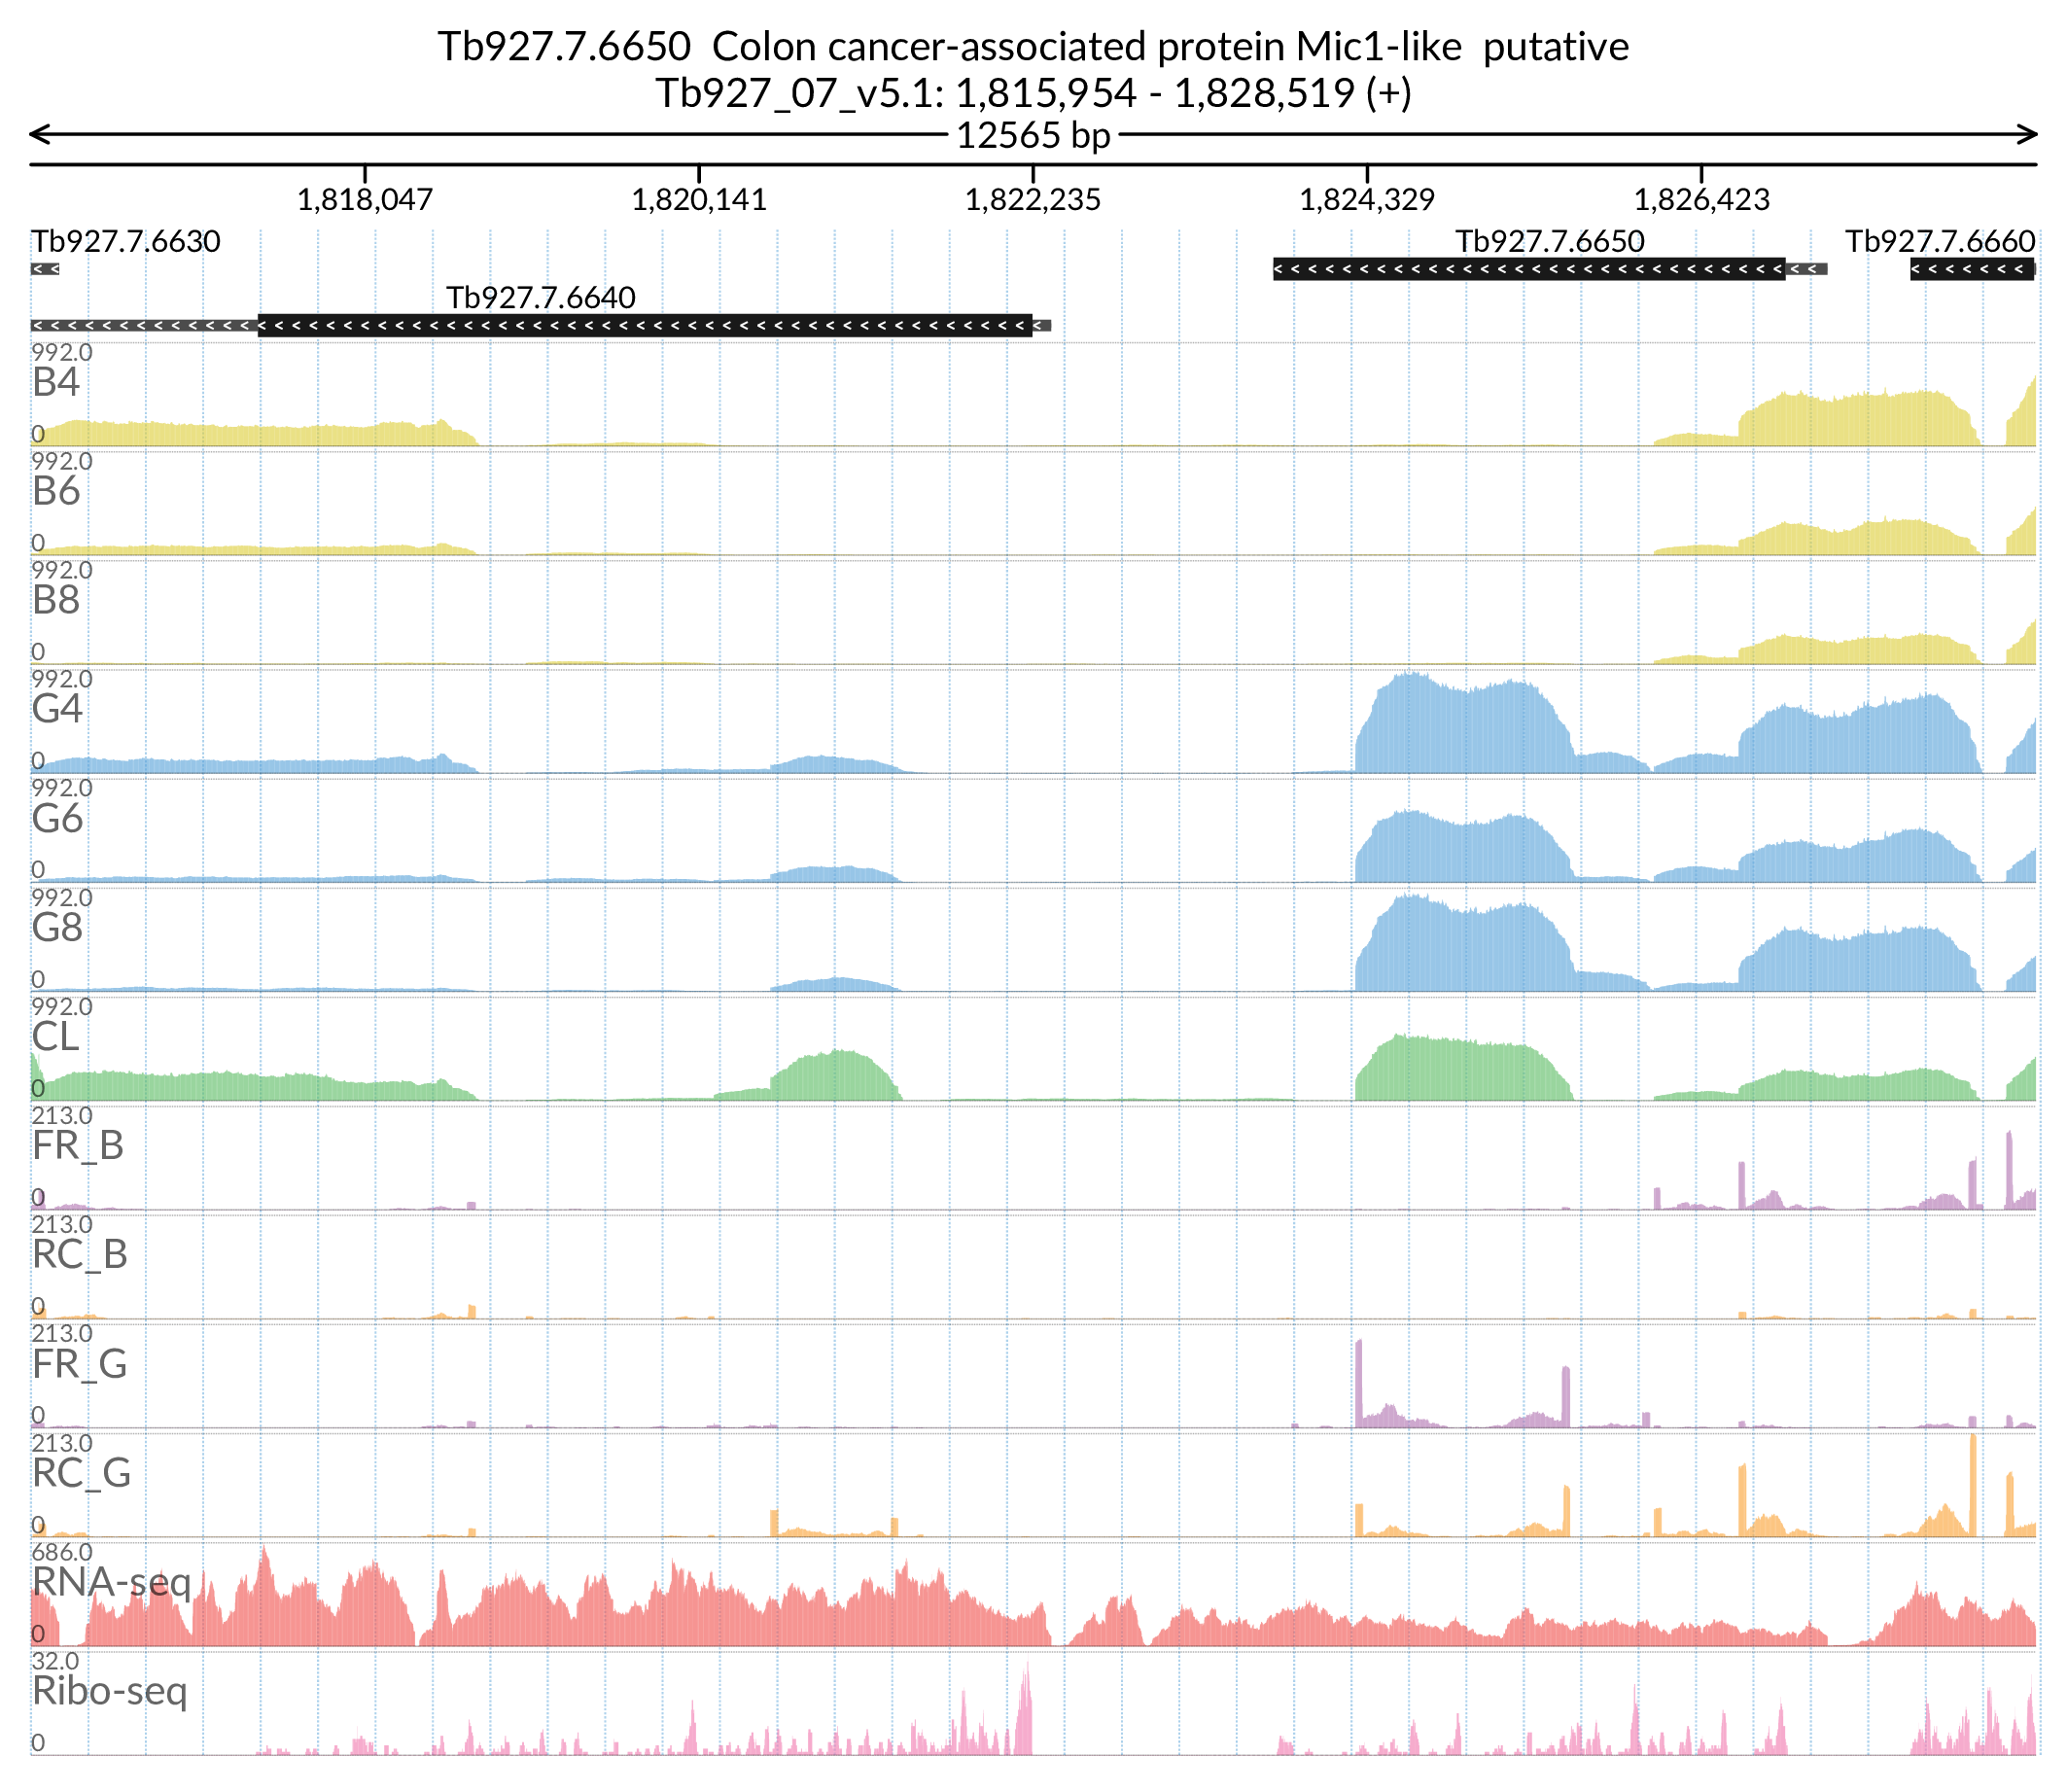 Tb927.7.6650  Colon cancer-associated protein Mic1-like  putative
Tb927_07_v5.1: 1,815,954 - 1,828,519 (+)
12565 bp
1,818,047 1,820,141 1,822,235 1,824,329 1,826,423
Tb927.7.6630 Tb927.7.6650 Tb927.7.6660
Tb927.7.6640
992.0
B4
0
992.0
B6
0
992.0
B8
0
992.0
G4
0
992.0
G6
0
992.0
G8
0
992.0
CL
0
213.0
FR_B
0
213.0
RC_B
0
213.0
FR_G
0
213.0
RC_G
0
686.0
RNA-seq
0
32.0
Ribo-seq
0